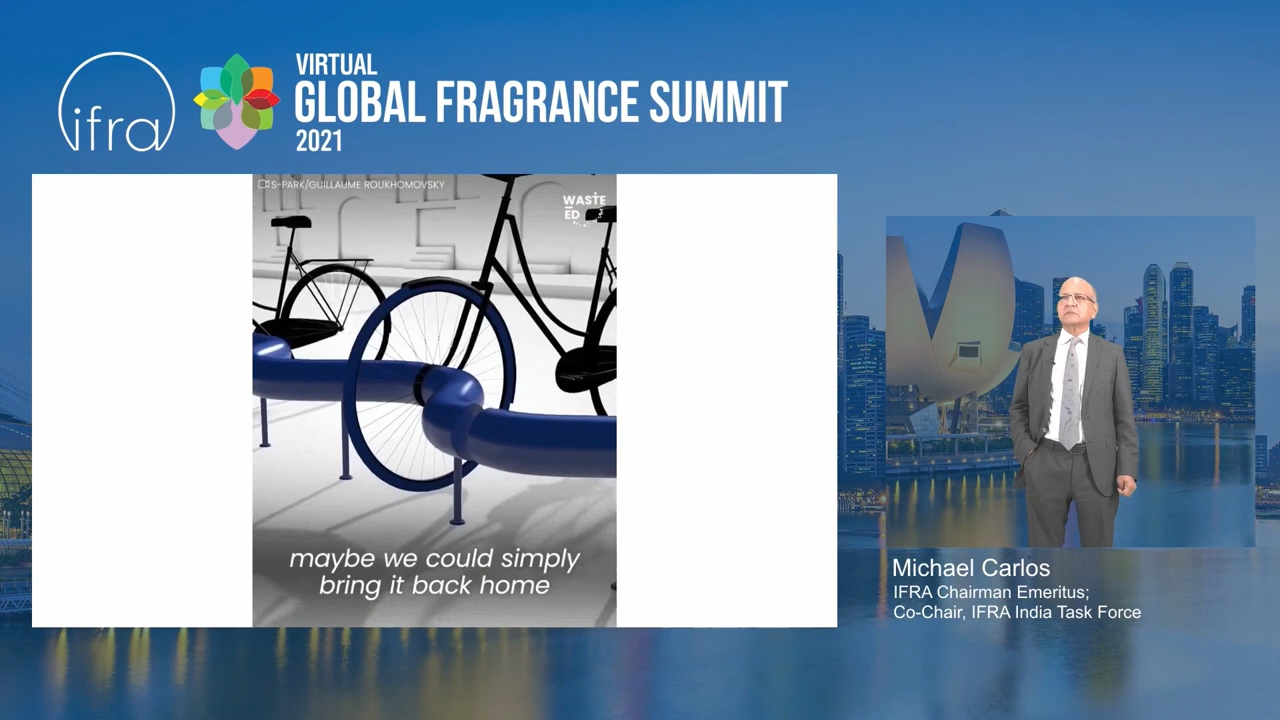 ifra
VIRTUAL
GLOBAL FRAGRANCE SUMMIT
2021
S-PARK/GUILLAUME ROUKHOMOVSKY
WASTE
ED
maybe we could simply
bring it back home
Michael Carlos
IFRA Chairman Emeritus;
Co-Chair, IFRA India Task Force